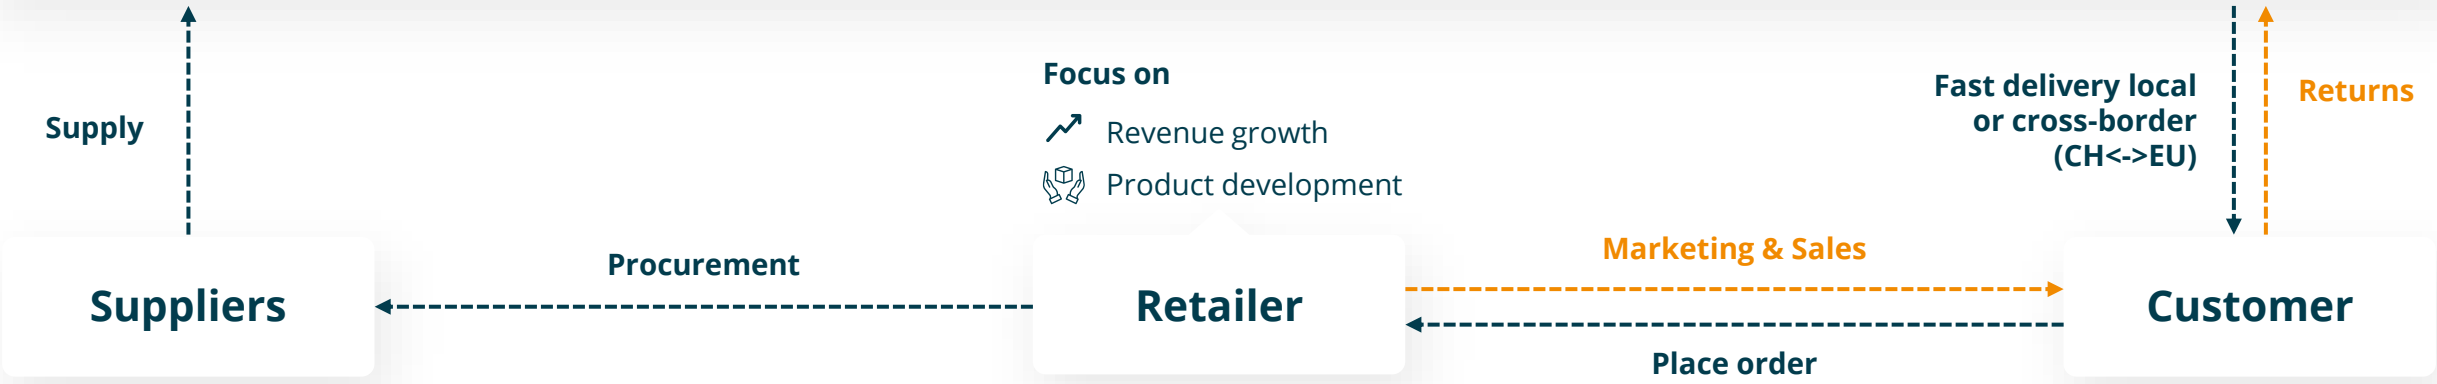 Focus on
Revenue growth
Product development
Supply
Fast delivery local
or cross-border
(CH<->EU)
Returns
Suppliers
Procurement
Retailer
Marketing & Sales
Place order
Customer